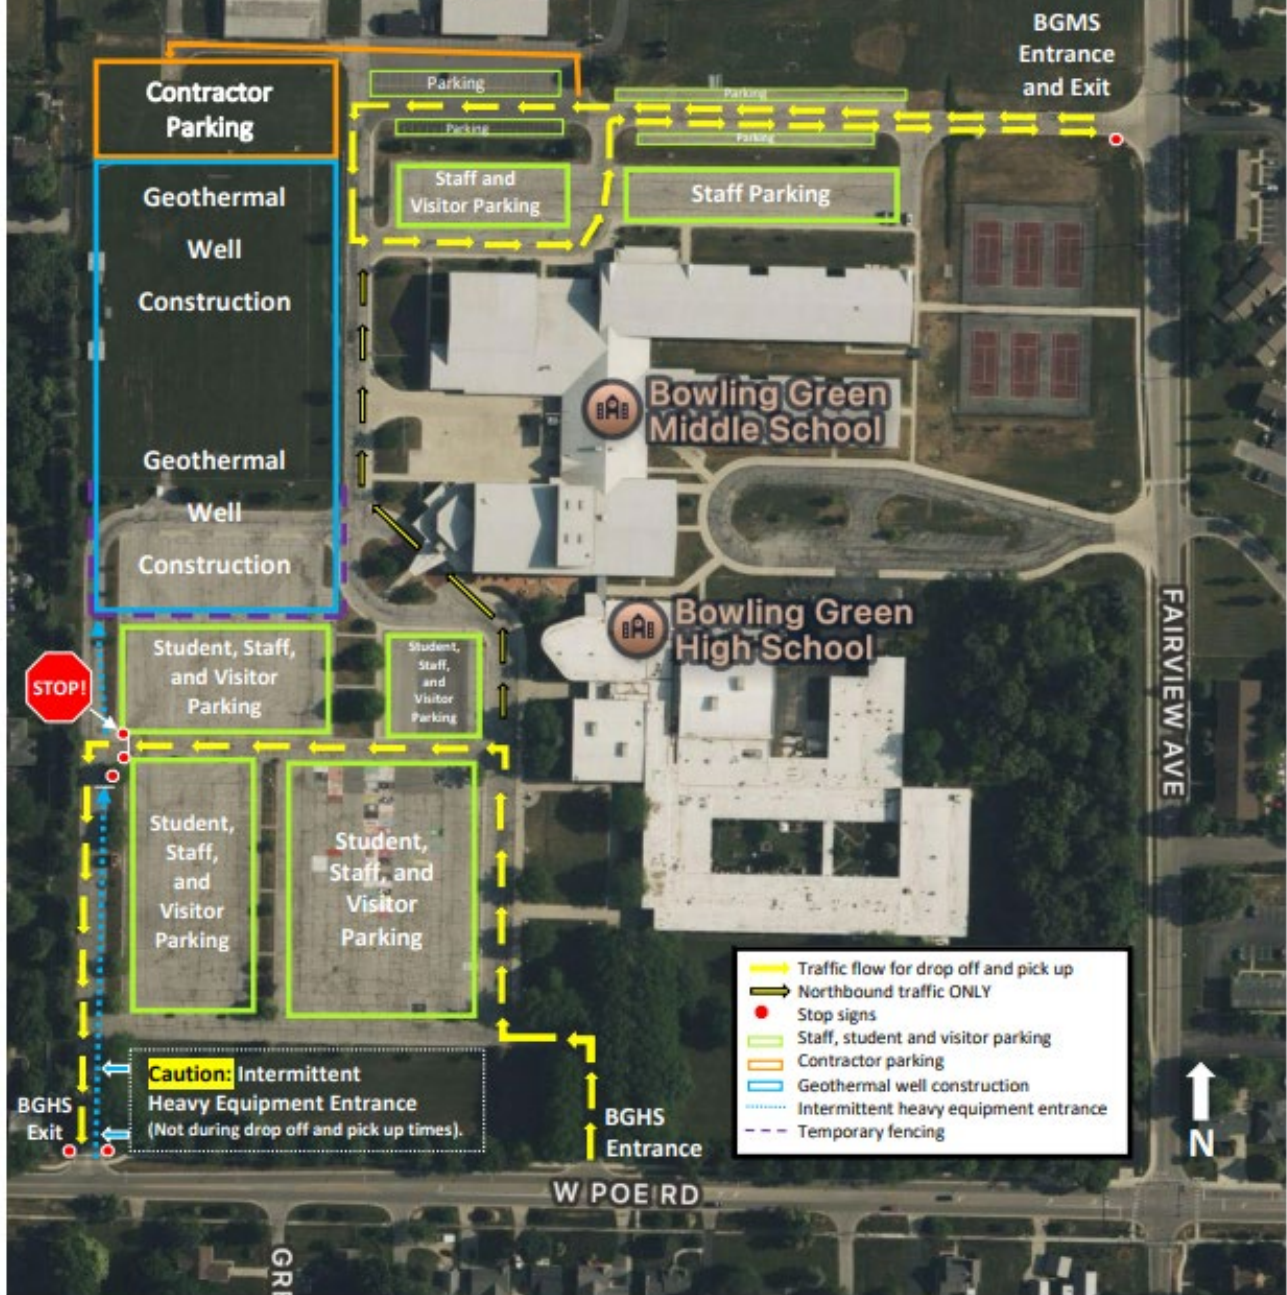 BGMS
Entrance
and Exit
Contractor
Parking
Parking
Parking
Parking
Parking
Staff and
Visitor Parking
Staff Parking
Geothermal
Well
Construction
Geothermal
Well
Construction
Bowling Green
Middle School
Bowling Green
High School
FAIRVIEW AVE
Student, Staff,
and Visitor
Parking
Student,
Staff,
and
Visitor
Parking
STOP!
Student,
Staff,
and
Visitor
Parking
Student,
Staff, and
Visitor
Parking
Traffic flow for drop off and pick up
Northbound traffic ONLY
Stop signs
Staff, student and visitor parking
Contractor parking
Geothermal well construction
Intermittent heavy equipment entrance
Temporary fencing
N
Caution: Intermittent
Heavy Equipment Entrance
(Not during drop off and pick up times).
BGHS
Exit
BGHS
Entrance
W POE RD
GRI